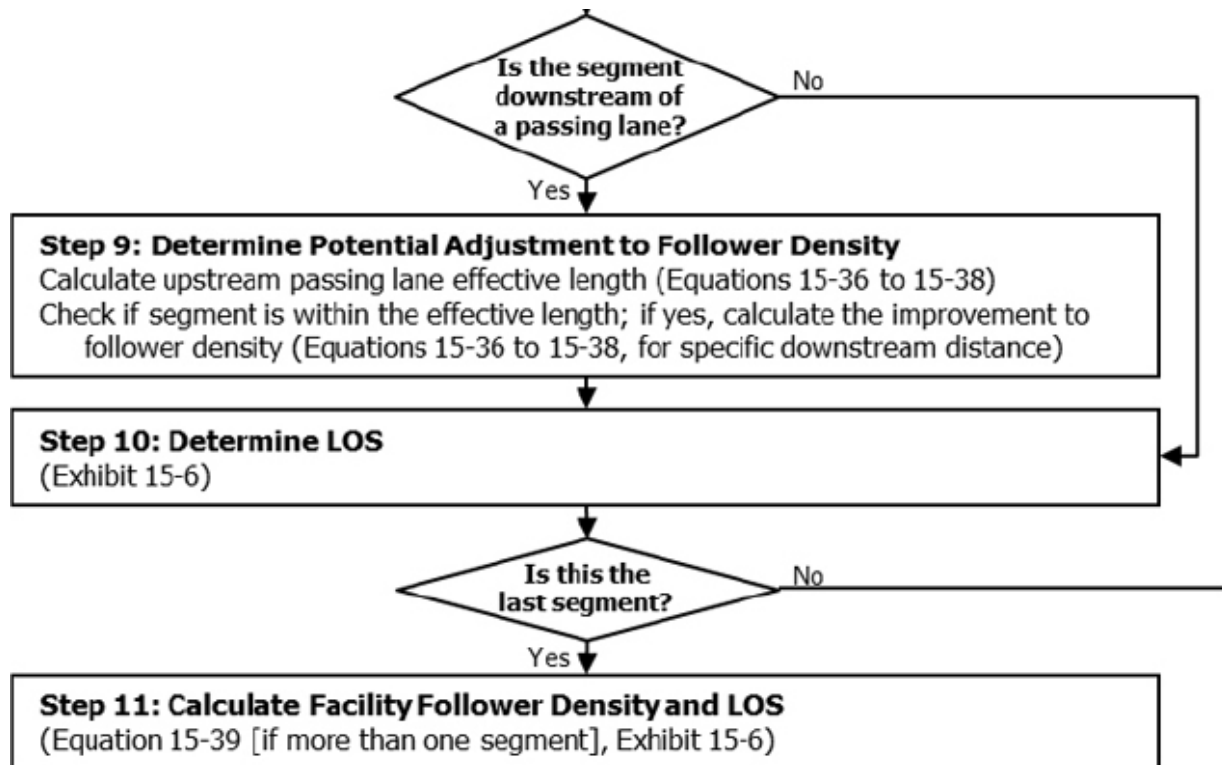 Is the segment
downstream of
a passing lane?
No
Yes
Step 9: Determine Potential Adjustment to Follower Density
Calculate upstream passing lane effective length (Equations 15-36 to 15-38)
Check if segment is within the effective length; if yes, calculate the improvement to
follower density (Equations 15-36 to 15-38, for specific downstream distance)
Step 10: Determine LOS
(Exhibit 15-6)
Is this the
last segment?
No
Yes
Step 11: Calculate Facility Follower Density and LOS
(Equation 15-39 [if more than one segment], Exhibit 15-6)